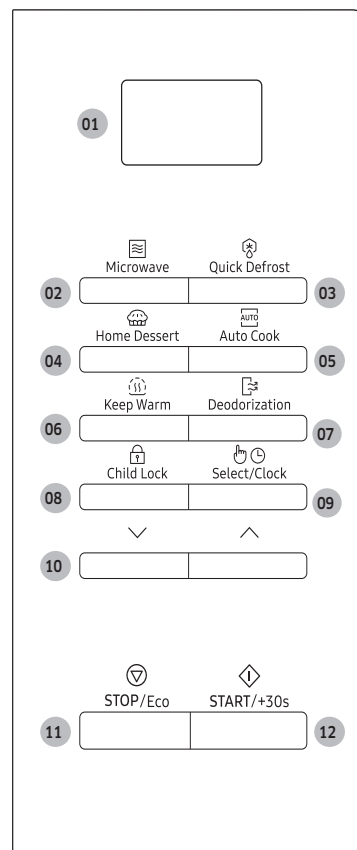 01
Microwave Quick Defrost
02 03
Home Dessert AUTO Auto Cook
04 05
Keep Warm Deodorization
06 07
Child Lock Select/Clock
08 09
10
STOP/Eco START/+30s
11 12